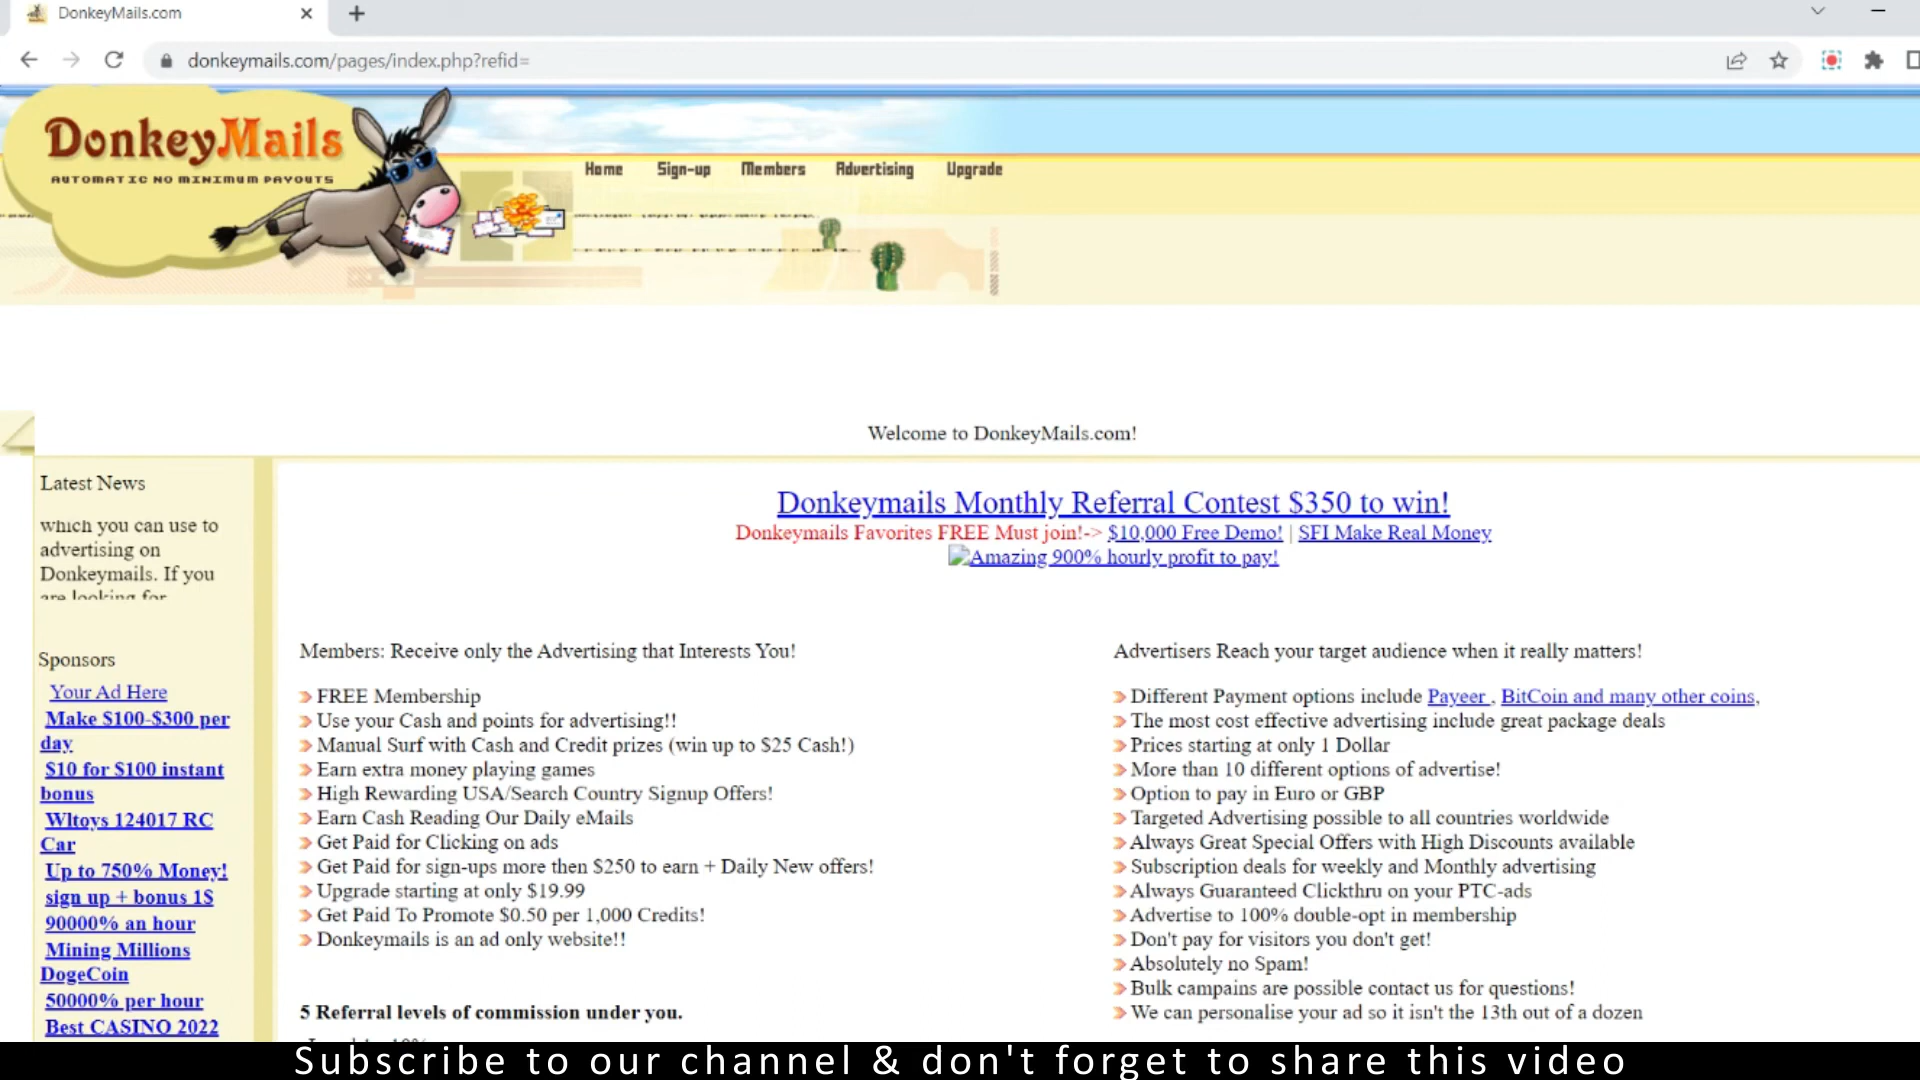 DonkeyMails.com
donkeymails.com/pages/index.php?refid=
DonkeyMails
AUTOMATIC NO MINIMUM PAYOUTS
Home Sign-up Members Advertising Upgrade
Welcome to DonkeyMails.com!
Latest News
which you can use to
advertising on
Donkeymails. If you
are looking for
Sponsors
Your Ad Here
Make $100-$300 per
day
$10 for $100 instant
bonus
Wltoys 124017 RC
Car
Up to 750% Money!
sign up + bonus 1$
90000% an hour
Mining Millions
DogeCoin
50000% per hour
Best CASINO 2022
Donkeymails Monthly Referral Contest $350 to win!
Donkeymails Favorites FREE Must join!-> $10,000 Free Demo! | SFI Make Real Money
Amazing 900% hourly profit to pay!
Members: Receive only the Advertising that Interests You!
FREE Membership
Use your Cash and points for advertising!!
Manual Surf with Cash and Credit prizes (win up to $25 Cash!)
Earn extra money playing games
High Rewarding USA/Search Country Signup Offers!
Earn Cash Reading Our Daily eMails
Get Paid for Clicking on ads
Get Paid for sign-ups more then $250 to earn + Daily New offers!
Upgrade starting at only $19.99
Get Paid To Promote $0.50 per 1,000 Credits!
Donkeymails is an ad only website!!
5 Referral levels of commission under you.
Advertisers Reach your target audience when it really matters!
Different Payment options include Payeer , BitCoin and many other coins,
The most cost effective advertising include great package deals
Prices starting at only 1 Dollar
More than 10 different options of advertise!
Option to pay in Euro or GBP
Targeted Advertising possible to all countries worldwide
Always Great Special Offers with High Discounts available
Subscription deals for weekly and Monthly advertising
Always Guaranteed Clickthru on your PTC-ads
Advertise to 100% double-opt in membership
Don't pay for visitors you don't get!
Absolutely no Spam!
Bulk campains are possible contact us for questions!
We can personalise your ad so it isn't the 13th out of a dozen
Subscribe to our channel & don't forget to share this video